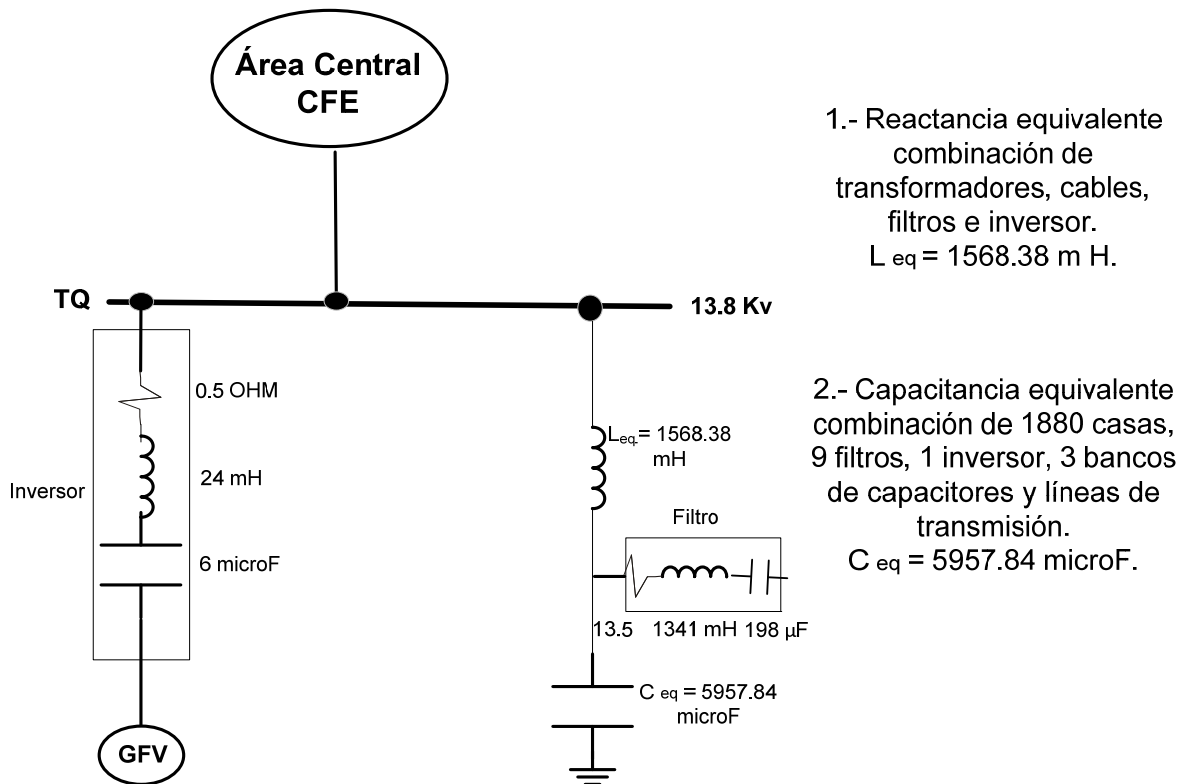 Área Central
CFE
1.- Reactancia equivalente
combinación de
transformadores, cables,
filtros e inversor.
L eq = 1568.38 m H.
TQ
13.8 Kv
0.5 OHM
24 mH
Inversor
6 microF
GFV
Leq.= 1568.38
mH
Filtro
13.5 1341 mH 198 µF
C eq = 5957.84
microF
2.- Capacitancia equivalente
combinación de 1880 casas,
9 filtros, 1 inversor, 3 bancos
de capacitores y líneas de
transmisión.
C eq = 5957.84 microF.